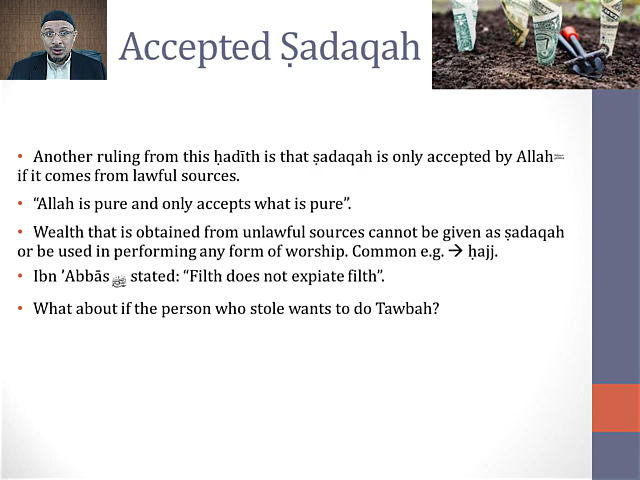 Accepted Ṣadaqah
• Another ruling from this ḥadīth is that ṣadaqah is only accepted by Allah
if it comes from lawful sources.
• “Allah is pure and only accepts what is pure”.
• Wealth that is obtained from unlawful sources cannot be given as ṣadaqah
or be used in performing any form of worship. Common e.g. → ḥajj.
• Ibn ’Abbās stated: “Filth does not expiate filth”.
• What about if the person who stole wants to do Tawbah?